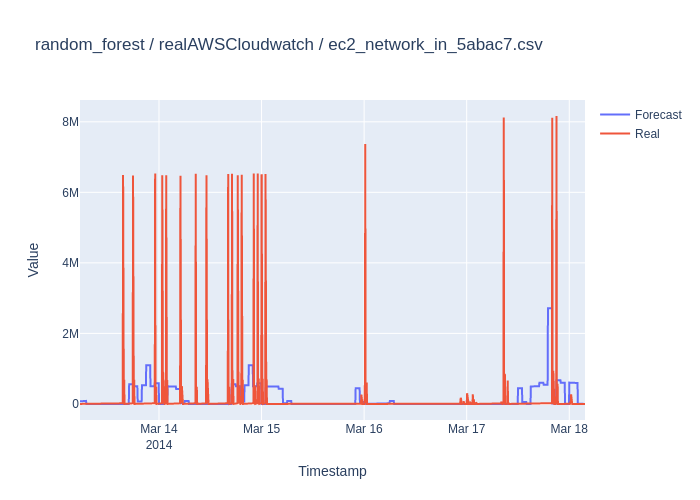 random_forest / realAWSCloudwatch / ec2_network_in_5abac7.csv
Forecast
Real
8M
6M
4M
2M
0
Value
Mar 14
2014
Mar 15
Mar 16
Mar 17
Mar 18
Timestamp